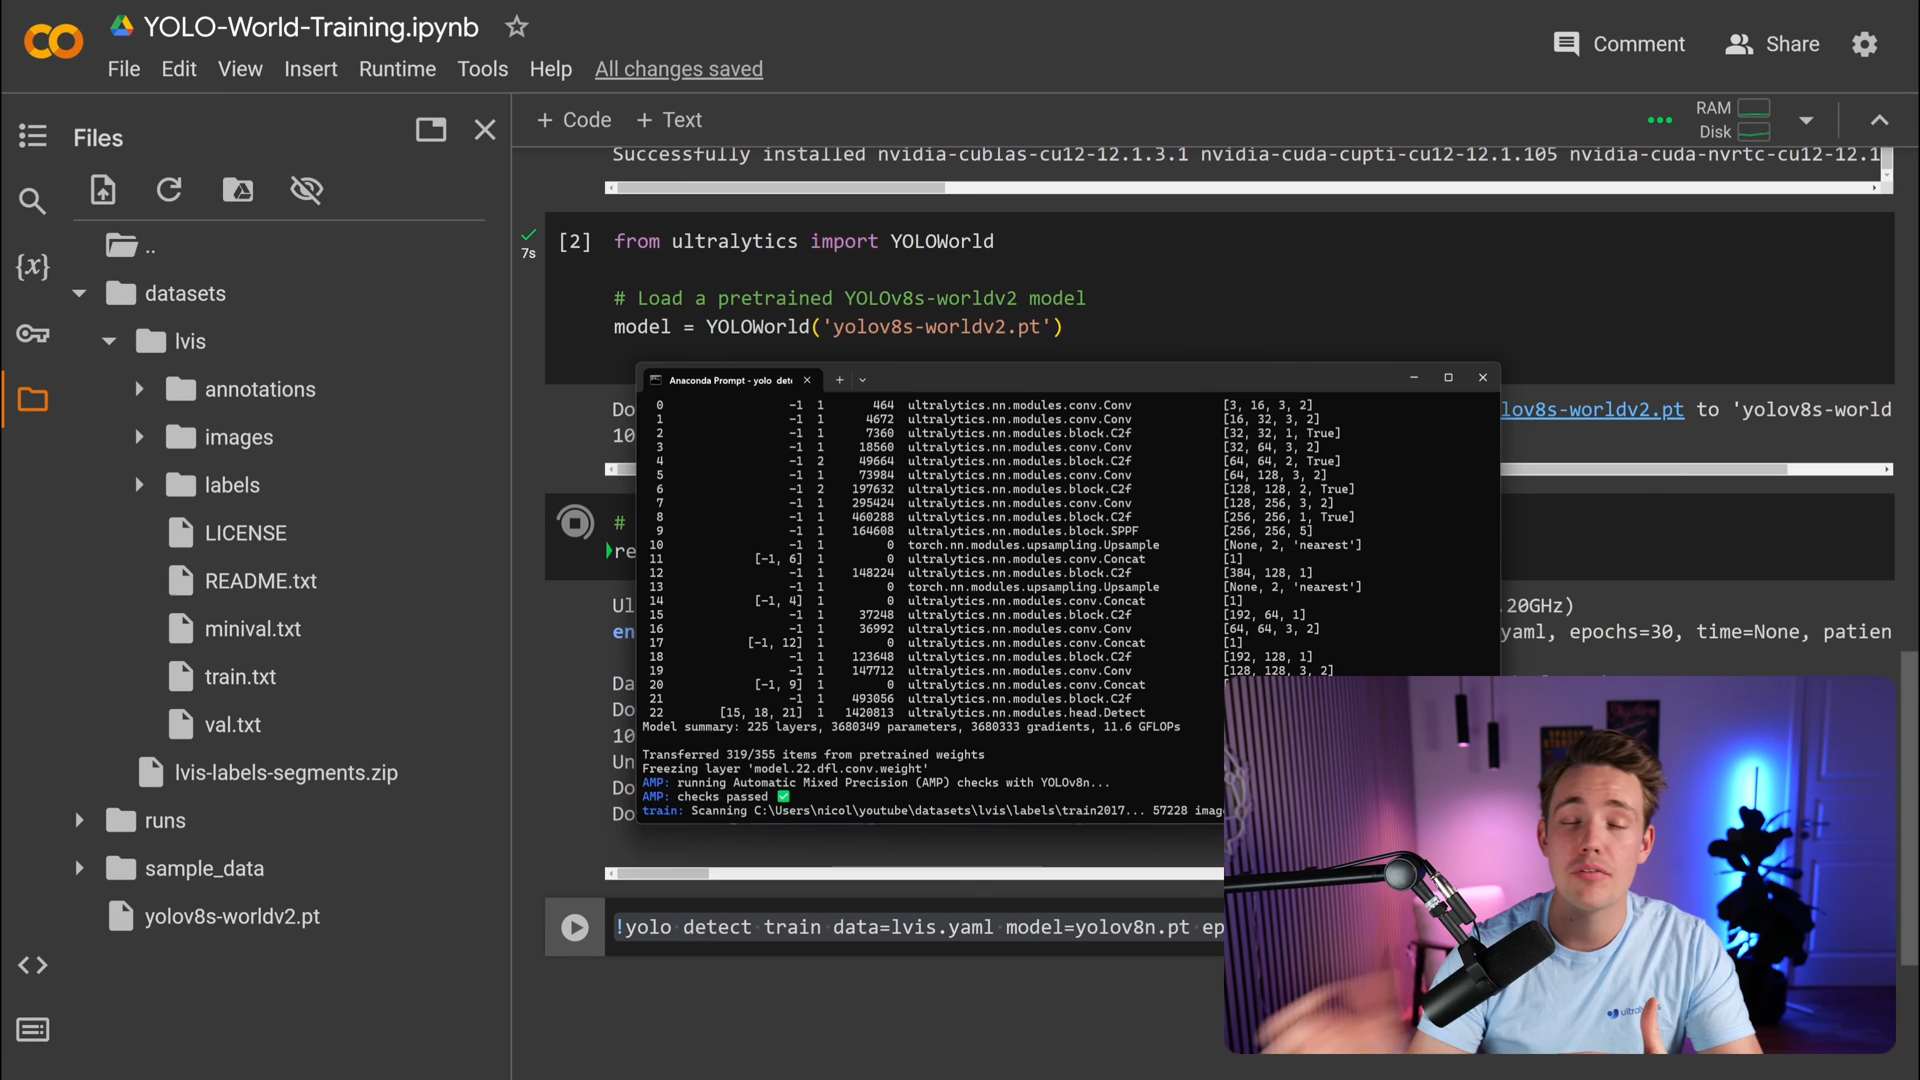 YOLO-World-Training.ipynb
File Edit View Insert Runtime Tools Help All changes saved
Comment Share
Files
..
datasets
lvis
annotations
images
labels
LICENSE
README.txt
minival.txt
train.txt
val.txt
lvis-labels-segments.zip
runs
sample_data
yolov8s-worldv2.pt
+ Code + Text
RAM
Disk
Successfully installed nvidia-cublas-cu12-12.1.3.1 nvidia-cuda-cupti-cu12-12.1.105 nvidia-cuda-nvrtc-cu12-12.1
7s
[2] from ultralytics import YOLOWorld
# Load a pretrained YOLOv8s-worldv2 model
model = YOLOWorld('yolov8s-worldv2.pt')
Do
lov8s-worldv2.pt to 'yolov8s-world
10
#
re
Ul
.20GHz)
en
yaml, epochs=30, time=None, patien
Da
Do
10
Un
Do
Do
Anaconda Prompt - yolo dete
0 -1 1 464 ultralytics.nn.modules.conv.Conv [3, 16, 3, 2]
1 -1 1 4672 ultralytics.nn.modules.conv.Conv [16, 32, 3, 2]
2 -1 1 7360 ultralytics.nn.modules.block.C2f [32, 32, 1, True]
3 -1 1 18560 ultralytics.nn.modules.conv.Conv [32, 64, 3, 2]
4 -1 2 49664 ultralytics.nn.modules.block.C2f [64, 64, 2, True]
5 -1 1 73984 ultralytics.nn.modules.conv.Conv [64, 128, 3, 2]
6 -1 2 197632 ultralytics.nn.modules.block.C2f [128, 128, 2, True]
7 -1 1 295424 ultralytics.nn.modules.conv.Conv [128, 256, 3, 2]
8 -1 1 460288 ultralytics.nn.modules.block.C2f [256, 256, 1, True]
9 -1 1 164608 ultralytics.nn.modules.block.SPPF [256, 256, 5]
10 -1 1 0 torch.nn.modules.upsampling.Upsample [None, 2, 'nearest']
11 [-1, 6] 1 0 ultralytics.nn.modules.conv.Concat [1]
12 -1 1 148224 ultralytics.nn.modules.block.C2f [384, 128, 1]
13 -1 1 0 torch.nn.modules.upsampling.Upsample [None, 2, 'nearest']
14 [-1, 4] 1 0 ultralytics.nn.modules.conv.Concat [1]
15 -1 1 37248 ultralytics.nn.modules.block.C2f [192, 64, 1]
16 -1 1 36992 ultralytics.nn.modules.conv.Conv [64, 64, 3, 2]
17 [-1, 12] 1 0 ultralytics.nn.modules.conv.Concat [1]
18 -1 1 123648 ultralytics.nn.modules.block.C2f [192, 128, 1]
19 -1 1 147712 ultralytics.nn.modules.conv.Conv [128, 128, 3, 2]
20 [-1, 9] 1 0 ultralytics.nn.modules.conv.Concat
21 -1 1 493056 ultralytics.nn.modules.block.C2f
22 [15, 18, 21] 1 1420813 ultralytics.nn.modules.head.Detect
Model summary: 225 layers, 3680349 parameters, 3680333 gradients, 11.6 GFLOPs
Transferred 319/355 items from pretrained weights
Freezing layer 'model.22.dfl.conv.weight'
AMP: running Automatic Mixed Precision (AMP) checks with YOLOv8n...
AMP: checks passed ✅
train: Scanning C:\Users\nicol\youtube\datasets\lvis\labels\train2017... 57228 imag
!yolo detect train data=lvis.yaml model=yolov8n.pt ep